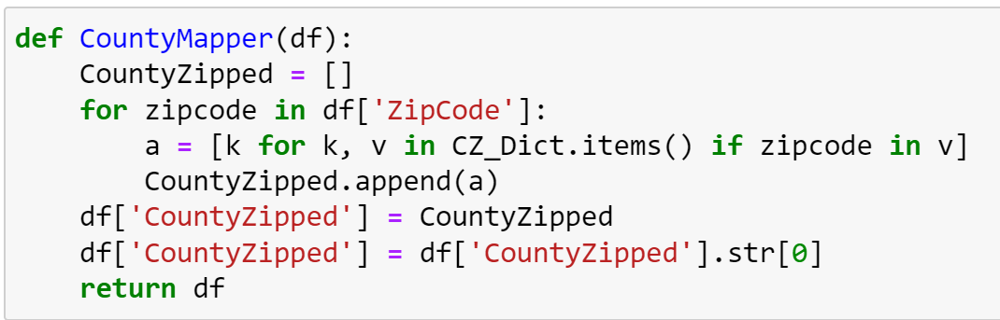 def CountyMapper(df):
    CountyZipped = []
    for zipcode in df['ZipCode']:
        a = [k for k, v in CZ_Dict.items() if zipcode in v]
        CountyZipped.append(a)
    df['CountyZipped'] = CountyZipped
    df['CountyZipped'] = df['CountyZipped'].str[0]
    return df